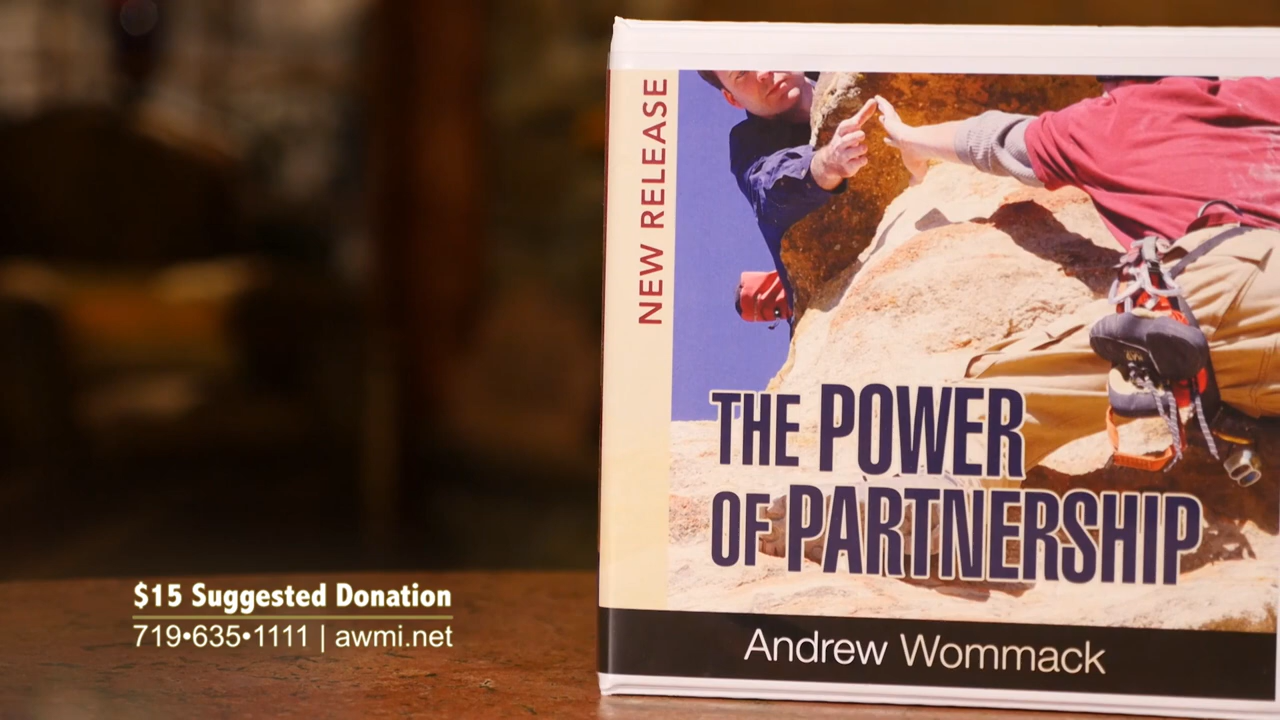 $15 Suggested Donation
719•635•1111 | awmi.net
NEW RELEASE
THE POWER
OF PARTNERSHIP
Andrew Wommack